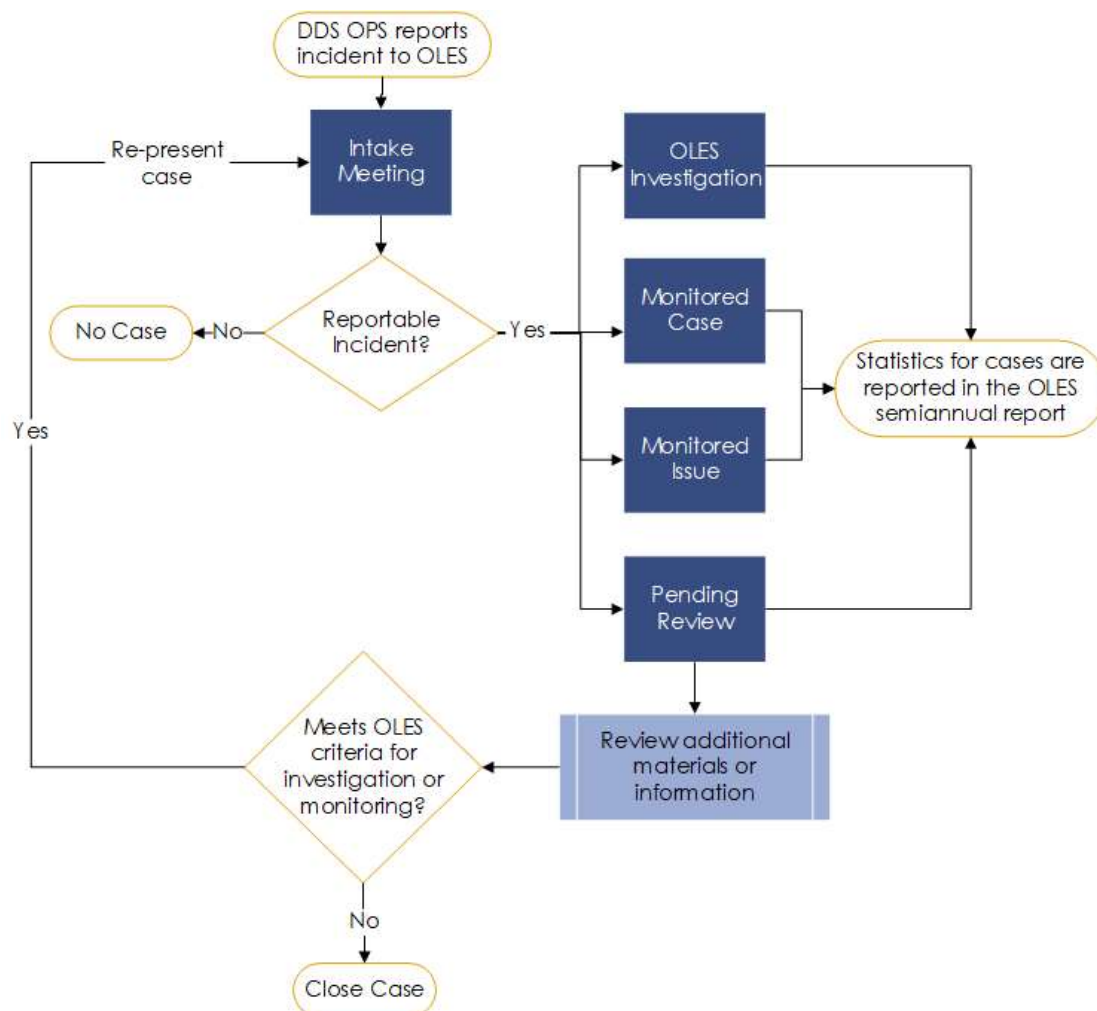 DDS OPS reports
incident to OLES
Re-present
case
Intake
Meeting
OLES
Investigation
Monitored
Case
No Case
No
Reportable
Incident?
Yes
Statistics for cases are
reported in the OLES
semiannual report
Yes
Monitored
Issue
Pending
Review
Meets OLES
criteria for
investigation or
monitoring?
Review additional
materials or
information
No
Close Case